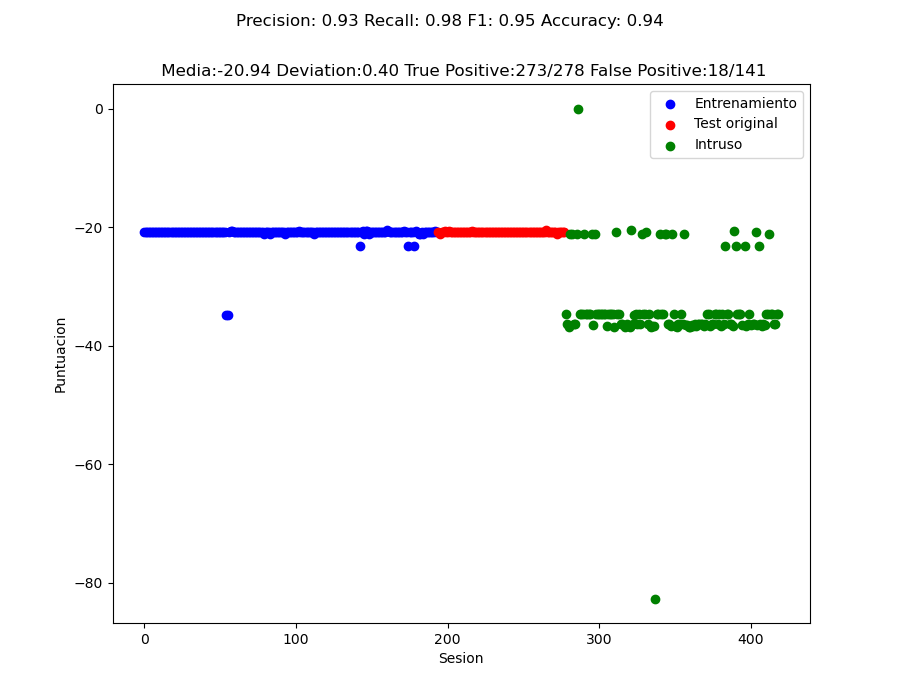 Precision: 0.93 Recall: 0.98 F1: 0.95 Accuracy: 0.94
Media:-20.94 Deviation:0.40 True Positive:273/278 False Positive:18/141
Entrenamiento
Test original
Intruso
0
−20
−40
−60
−80
Puntuacion
0 100 200 300 400
Sesion